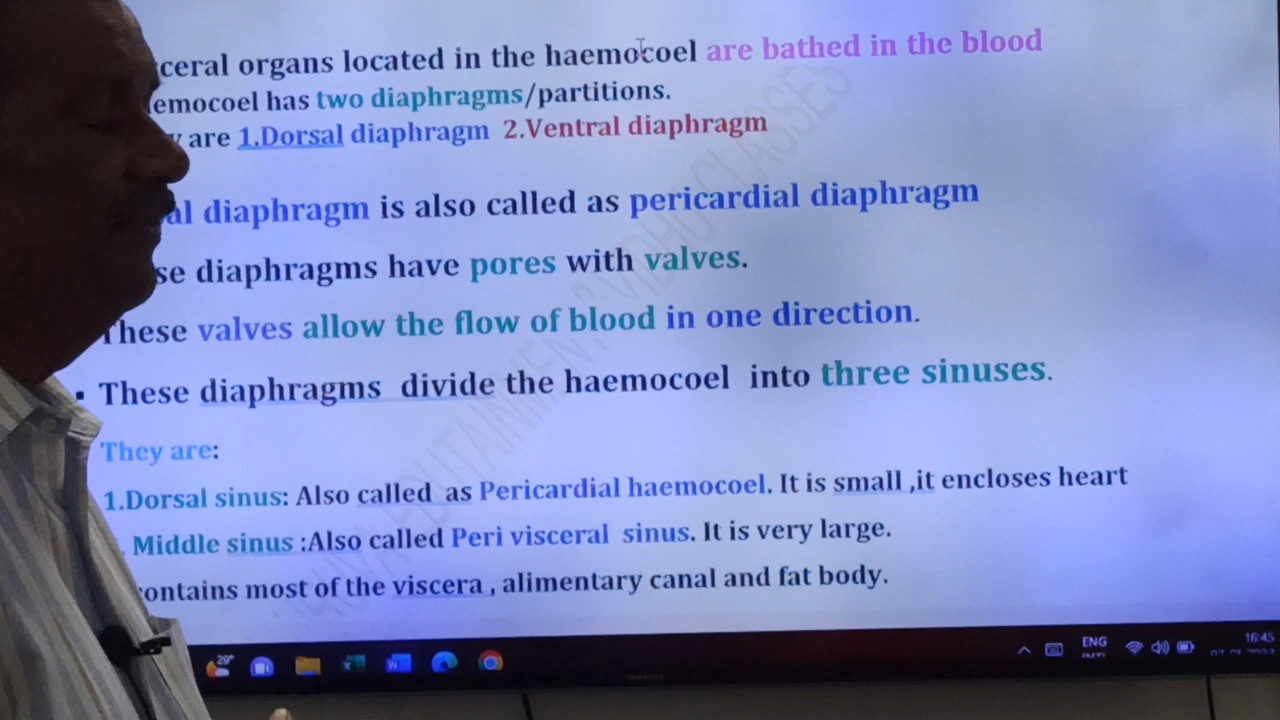 ceral organs located in the haemocoel are bathed in the blood
emocoel has two diaphragms/partitions.
y are 1.Dorsal diaphragm 2.Ventral diaphragm
al diaphragm is also called as pericardial diaphragm
se diaphragms have pores with valves.
These valves allow the flow of blood in one direction.
▪ These diaphragms divide the haemocoel into three sinuses.
They are:
1.Dorsal sinus: Also called as Pericardial haemocoel. It is small ,it encloses heart
. Middle sinus :Also called Peri visceral sinus. It is very large.
contains most of the viscera , alimentary canal and fat body.
29°
ENG
16:45